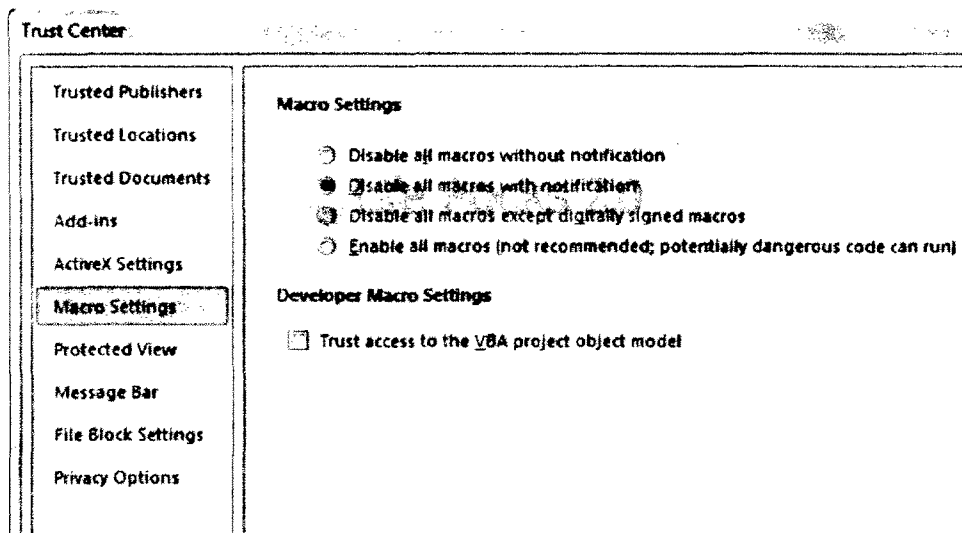 Trust Center
Trusted Publishers
Trusted Locations
Trusted Documents
Add-ins
ActiveX Settings
Macro Settings
Protected View
Message Bar
File Block Settings
Privacy Options
Macro Settings
Disable all macros without notification
Disable all macros with notification
Disable all macros except digitally signed macros
Enable all macros (not recommended; potentially dangerous code can run)
Developer Macro Settings
Trust access to the VBA project object model